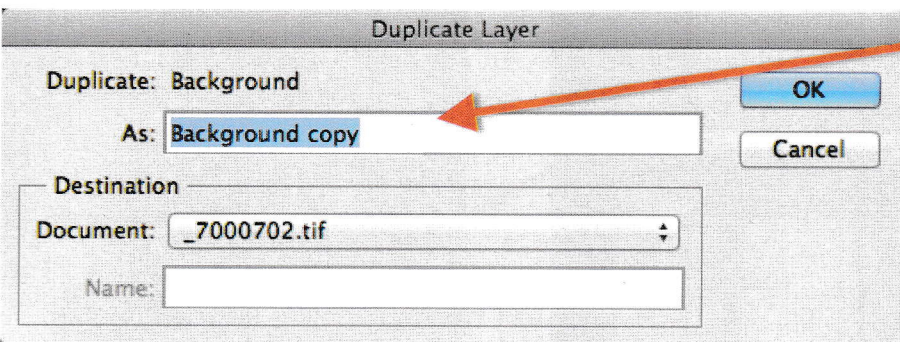 Duplicate Layer
Duplicate: Background
OK
As: Background copy
Cancel
Destination
Document: _7000702.tif
Name: